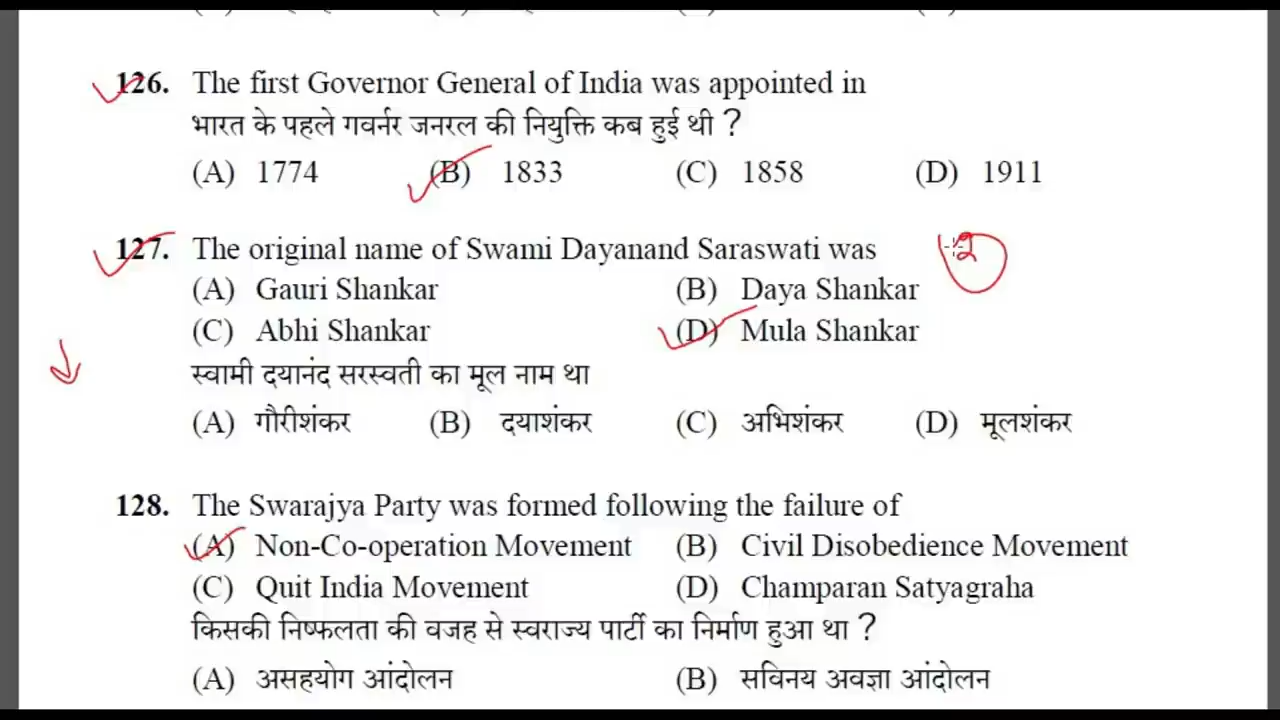 126. The first Governor General of India was appointed in
भारत के पहले गवर्नर जनरल की नियुक्ति कब हुई थी ?
(A) 1774 (B) 1833 (C) 1858 (D) 1911
127. The original name of Swami Dayanand Saraswati was
(A) Gauri Shankar (B) Daya Shankar
(C) Abhi Shankar (D) Mula Shankar
स्वामी दयानंद सरस्वती का मूल नाम था
(A) गौरीशंकर (B) दयाशंकर (C) अभिशंकर (D) मूलशंकर
128. The Swarajya Party was formed following the failure of
(A) Non-Co-operation Movement (B) Civil Disobedience Movement
(C) Quit India Movement (D) Champaran Satyagraha
किसकी निष्फलता की वजह से स्वराज्य पार्टी का निर्माण हुआ था ?
(A) असहयोग आंदोलन (B) सविनय अवज्ञा आंदोलन